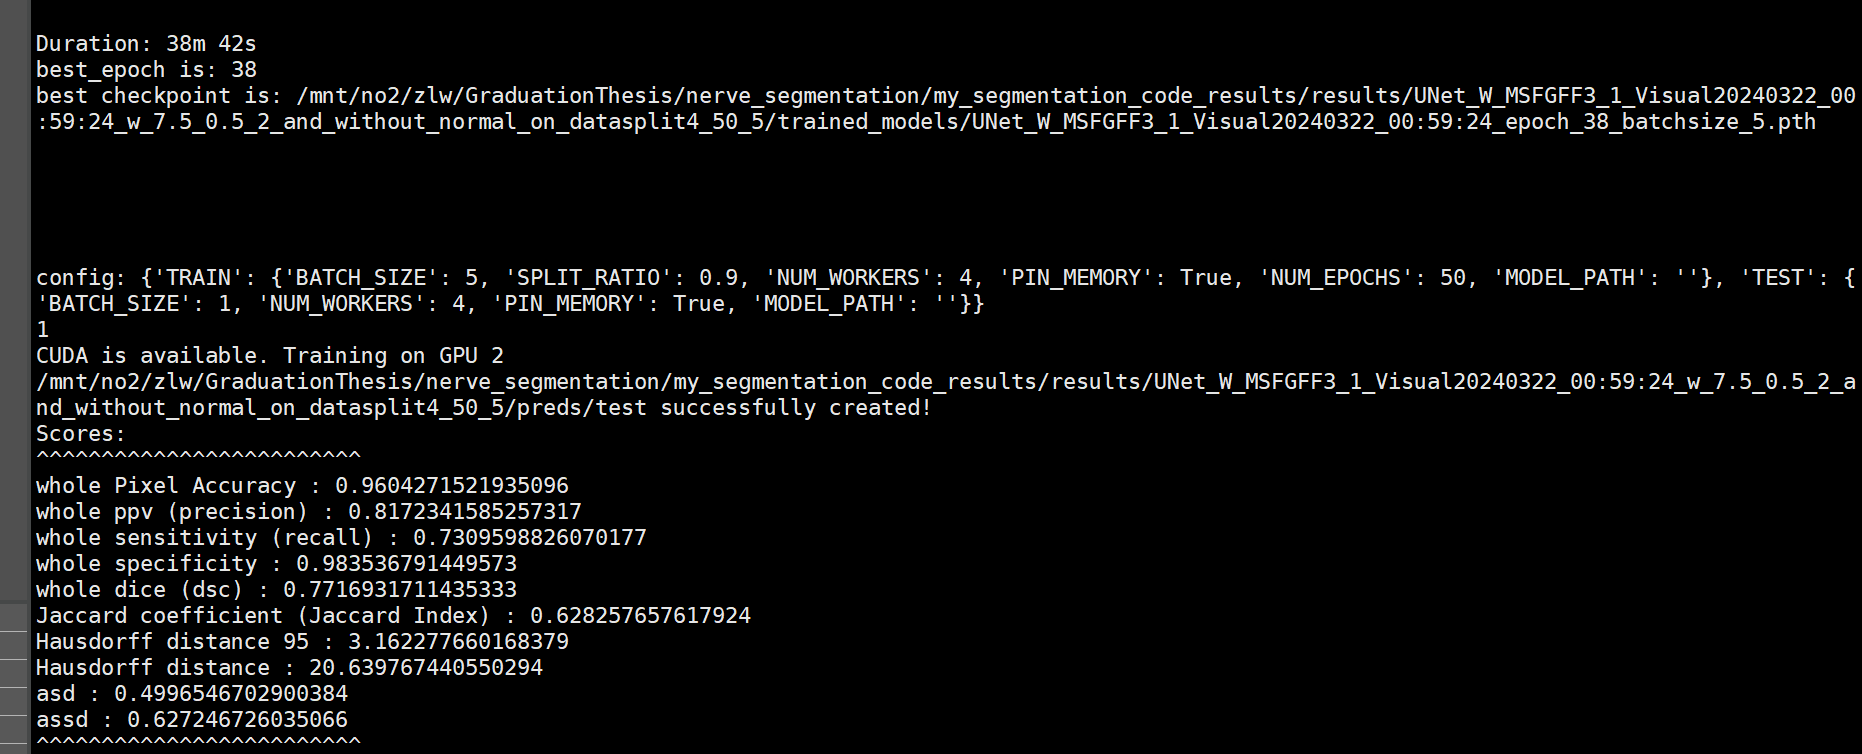 Duration: 38m 42s
best_epoch is: 38
best checkpoint is: /mnt/no2/zlw/GraduationThesis/nerve_segmentation/my_segmentation_code_results/results/UNet_W_MSFGFF3_1_Visual20240322_00
:59:24_w_7.5_0.5_2_and_without_normal_on_datasplit4_50_5/trained_models/UNet_W_MSFGFF3_1_Visual20240322_00:59:24_epoch_38_batchsize_5.pth
config: {'TRAIN': {'BATCH_SIZE': 5, 'SPLIT_RATIO': 0.9, 'NUM_WORKERS': 4, 'PIN_MEMORY': True, 'NUM_EPOCHS': 50, 'MODEL_PATH': ''}, 'TEST': {
'BATCH_SIZE': 1, 'NUM_WORKERS': 4, 'PIN_MEMORY': True, 'MODEL_PATH': ''}}
1
CUDA is available. Training on GPU 2
/mnt/no2/zlw/GraduationThesis/nerve_segmentation/my_segmentation_code_results/results/UNet_W_MSFGFF3_1_Visual20240322_00:59:24_w_7.5_0.5_2_a
nd_without_normal_on_datasplit4_50_5/preds/test successfully created!
Scores:
^^^^^^^^^^^^^^^^^^^^^^^^^
whole Pixel Accuracy : 0.9604271521935096
whole ppv (precision) : 0.8172341585257317
whole sensitivity (recall) : 0.7309598826070177
whole specificity : 0.983536791449573
whole dice (dsc) : 0.7716931711435333
Jaccard coefficient (Jaccard Index) : 0.628257657617924
Hausdorff distance 95 : 3.162277660168379
Hausdorff distance : 20.639767440550294
asd : 0.4996546702900384
assd : 0.627246726035066
^^^^^^^^^^^^^^^^^^^^^^^^^